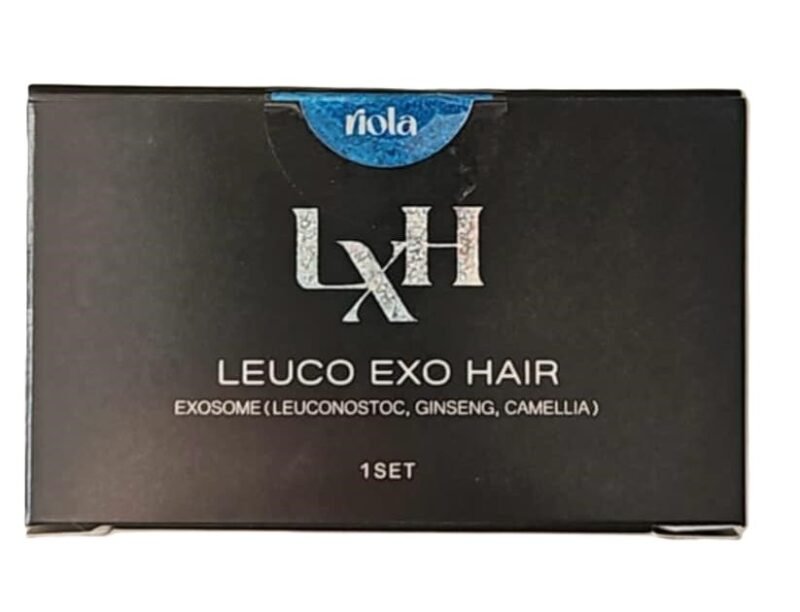 riola
LXH
LEUCO EXO HAIR
EXOSOME(LEUCONOSTOC, GINSENG, CAMELLIA)
1SET